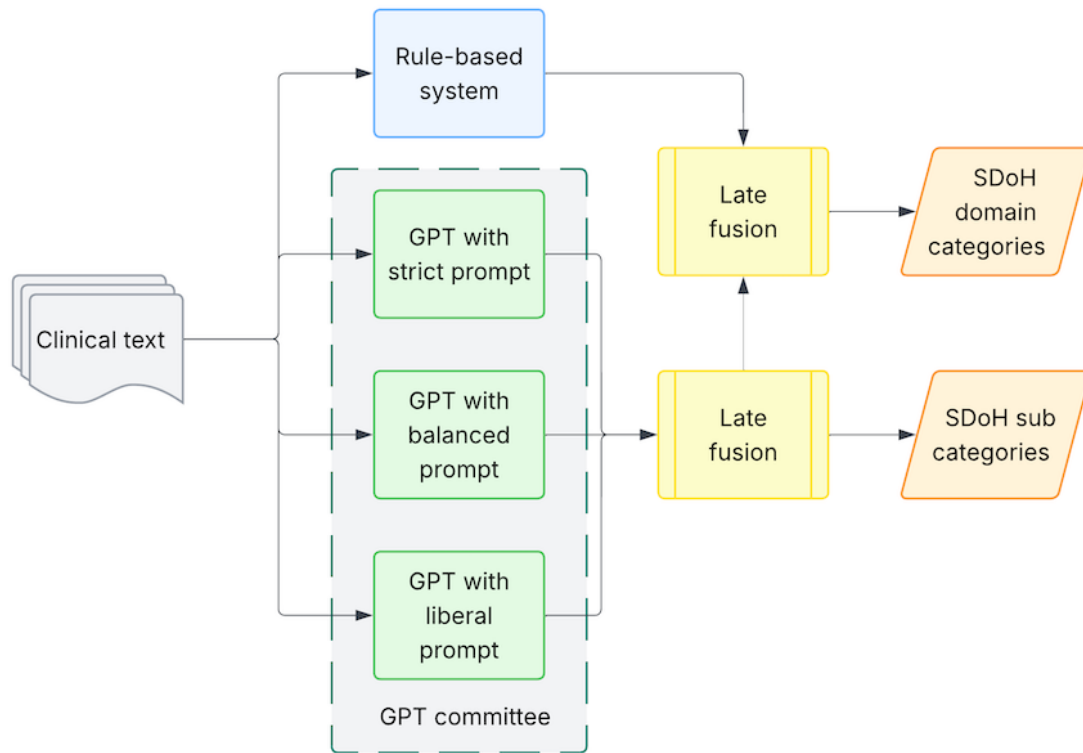 Rule-based
system
GPT with
strict prompt
Late
fusion
SDoH
domain
categories
Clinical text
GPT with
balanced
prompt
Late
fusion
SDoH sub
categories
GPT with
liberal
prompt
GPT committee